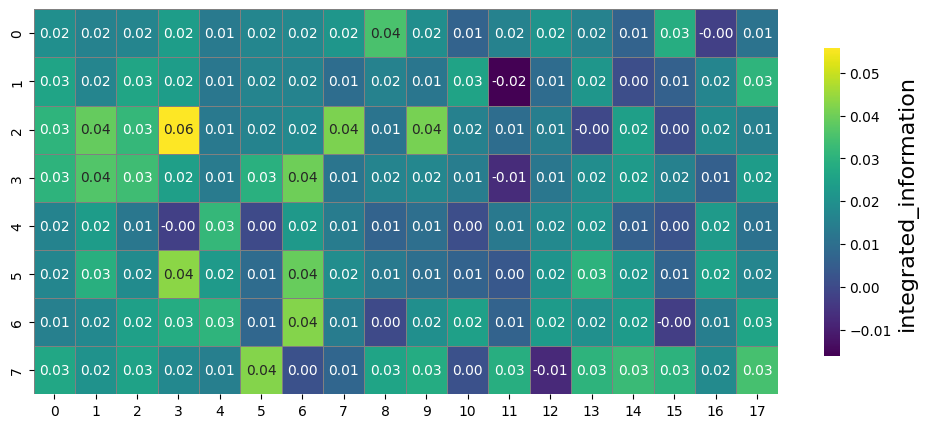 0 0.02 0.02 0.02 0.02 0.01 0.02 0.02 0.02 0.04 0.02 0.01 0.02 0.02 0.02 0.01 0.03 -0.00 0.01
1 0.03 0.02 0.03 0.02 0.01 0.02 0.02 0.01 0.02 0.01 0.03 -0.02 0.01 0.02 0.00 0.01 0.02 0.03
2 0.03 0.04 0.03 0.06 0.01 0.02 0.02 0.04 0.01 0.04 0.02 0.01 0.01 -0.00 0.02 0.00 0.02 0.01
3 0.03 0.04 0.03 0.02 0.01 0.03 0.04 0.01 0.02 0.02 0.01 -0.01 0.01 0.02 0.02 0.02 0.01 0.02
4 0.02 0.02 0.01 -0.00 0.03 0.00 0.02 0.01 0.01 0.01 0.00 0.01 0.02 0.02 0.01 0.00 0.02 0.01
5 0.02 0.03 0.02 0.04 0.02 0.01 0.04 0.02 0.01 0.01 0.01 0.00 0.02 0.03 0.02 0.01 0.02 0.02
6 0.01 0.02 0.02 0.03 0.03 0.01 0.04 0.01 0.00 0.02 0.02 0.01 0.02 0.02 0.02 -0.00 0.01 0.03
7 0.03 0.02 0.03 0.02 0.01 0.04 0.00 0.01 0.03 0.03 0.00 0.03 -0.01 0.03 0.03 0.03 0.02 0.03
0 1 2 3 4 5 6 7 8 9 10 11 12 13 14 15 16 17
0.05
0.04
0.03
0.02
0.01
0.00
−0.01
integrated_information